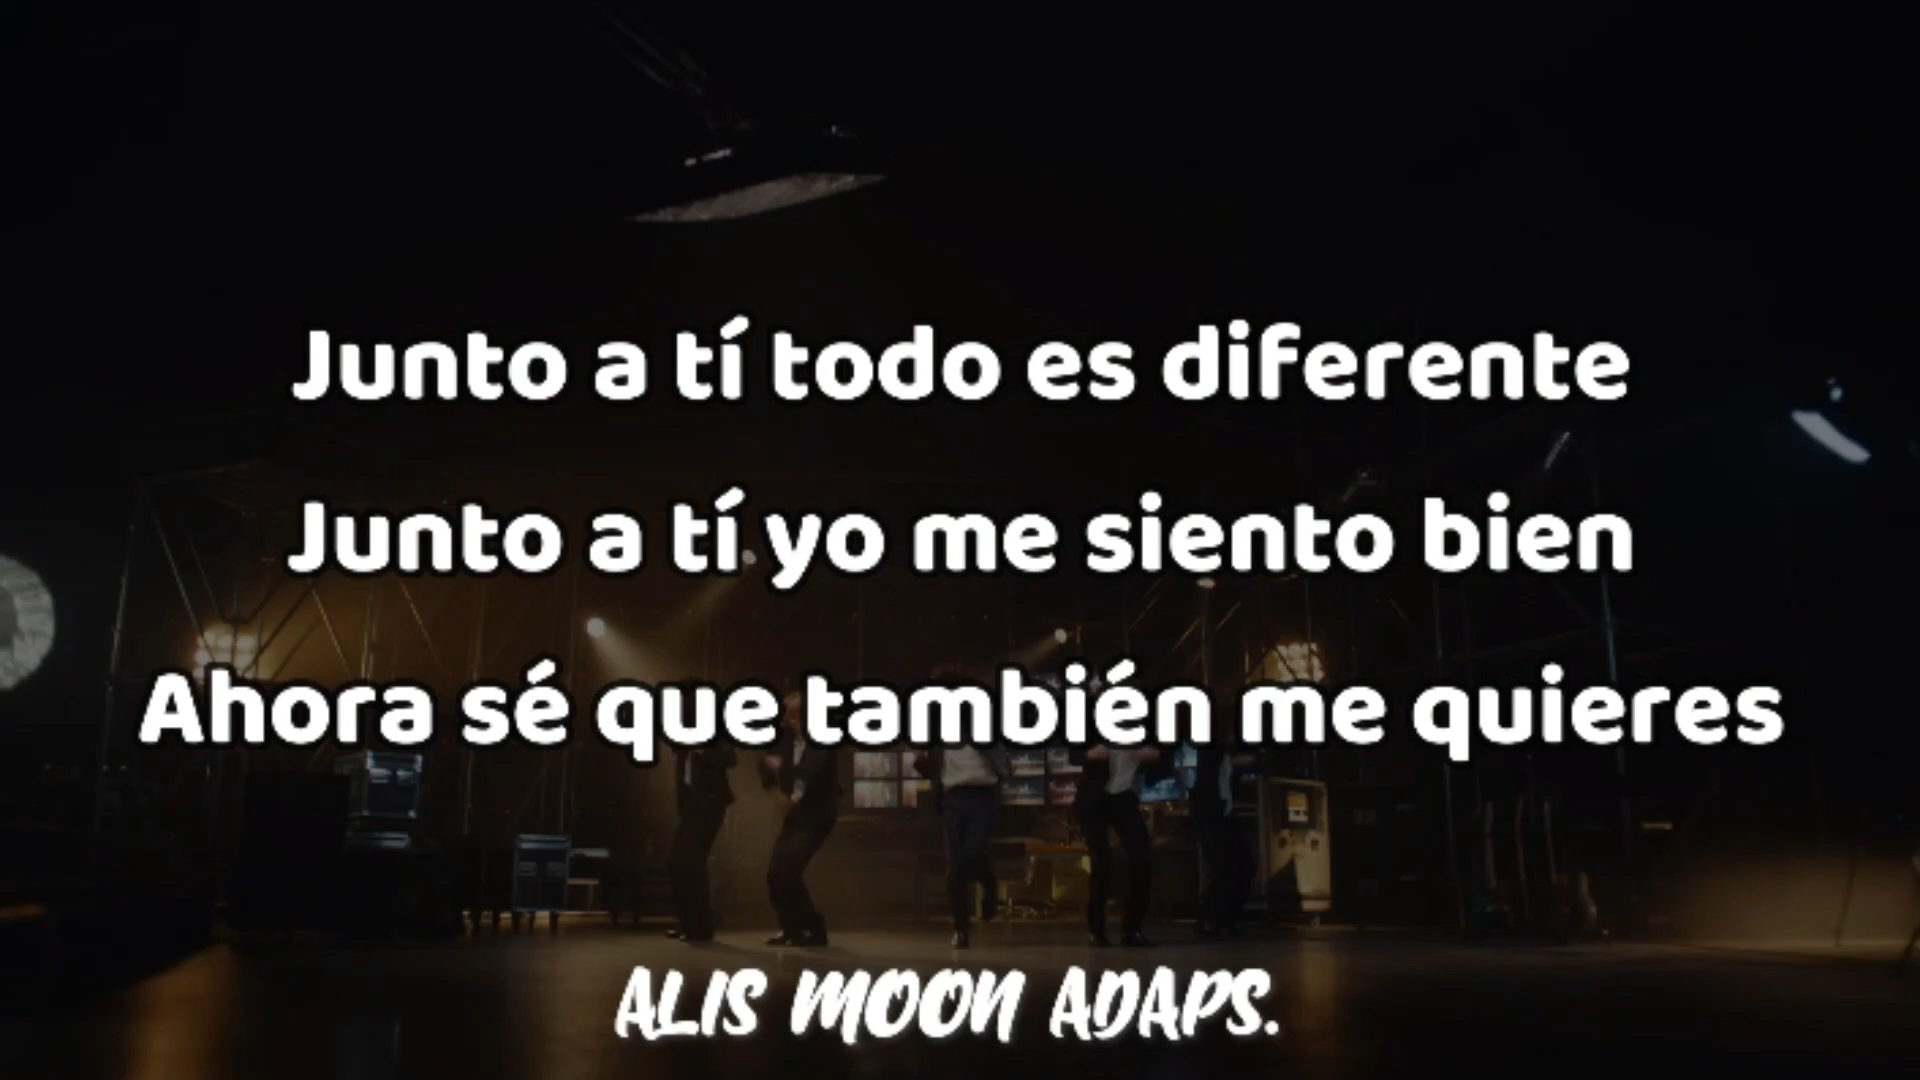 Junto a tí todo es diferente
Junto a tí yo me siento bien
Ahora sé que también me quieres
ALIS MOON ADAPS.